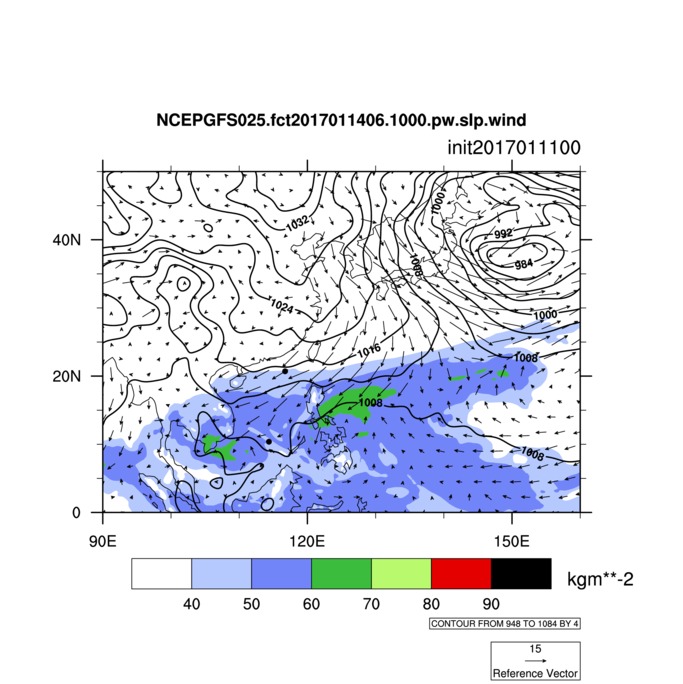 NCEPGFS025.fct2017011406.1000.pw.slp.wind
init2017011100
1000
1032
992
40N
1008
984
1024
1000
1016
1008
20N
1008
1008
0
90E 120E 150E
kgm**-2
40 50 60 70 80 90
CONTOUR FROM 948 TO 1084 BY 4
15
Reference Vector